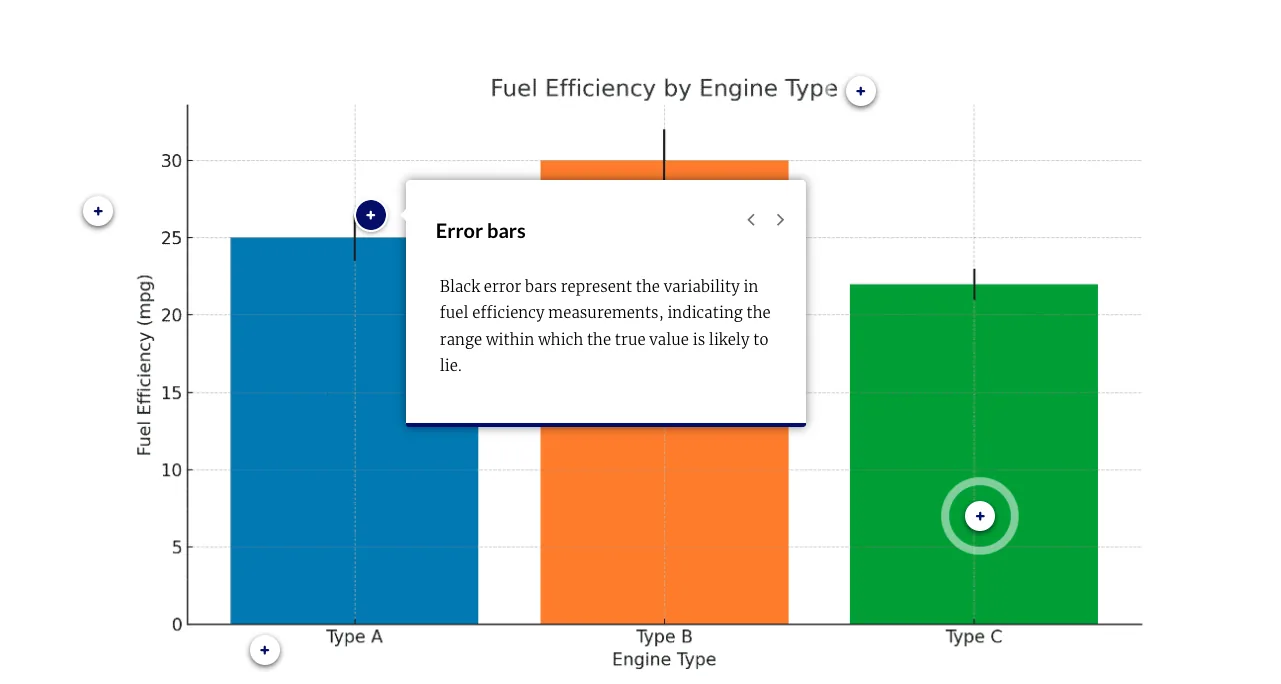 Fuel Efficiency by Engine Type
30
25
20
15
10
5
0
Fuel Efficiency (mpg)
Error bars
Black error bars represent the variability in
fuel efficiency measurements, indicating the
range within which the true value is likely to
lie.
Type A
Type B
Type C
Engine Type